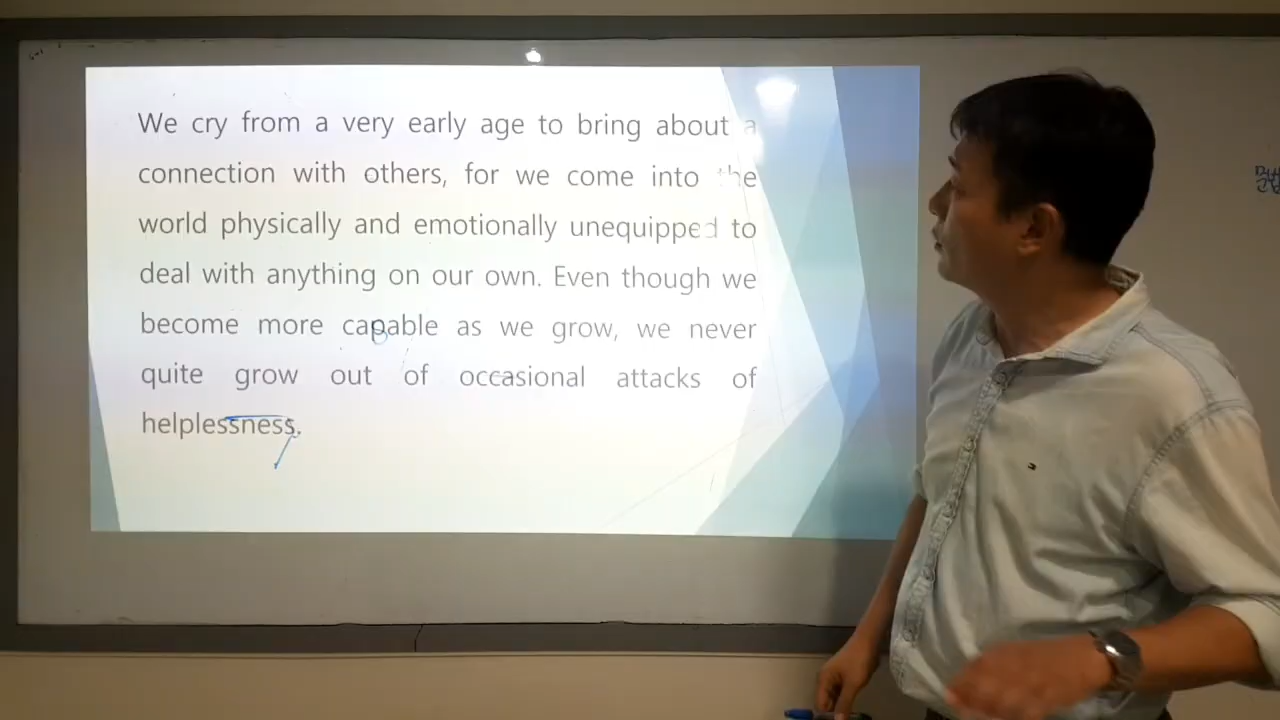 We cry from a very early age to bring about a
connection with others, for we come into the
world physically and emotionally unequipped to
deal with anything on our own. Even though we
become more capable as we grow, we never
quite grow out of occasional attacks of
helplessness.